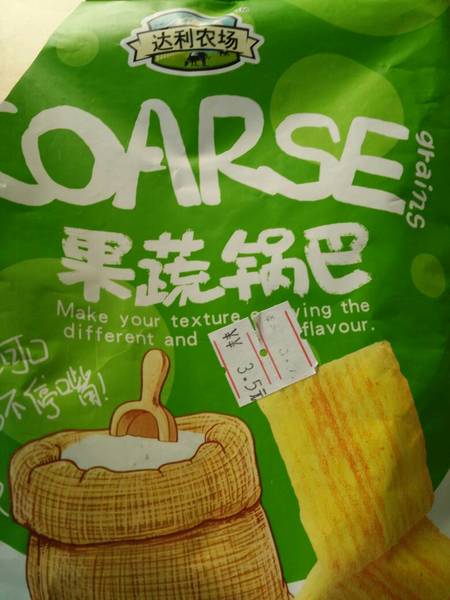 达利农场
COARSE
grains
果蔬锅巴
Make your texture the
different and flavour.
不停嘴!
¥¥ 3.5元